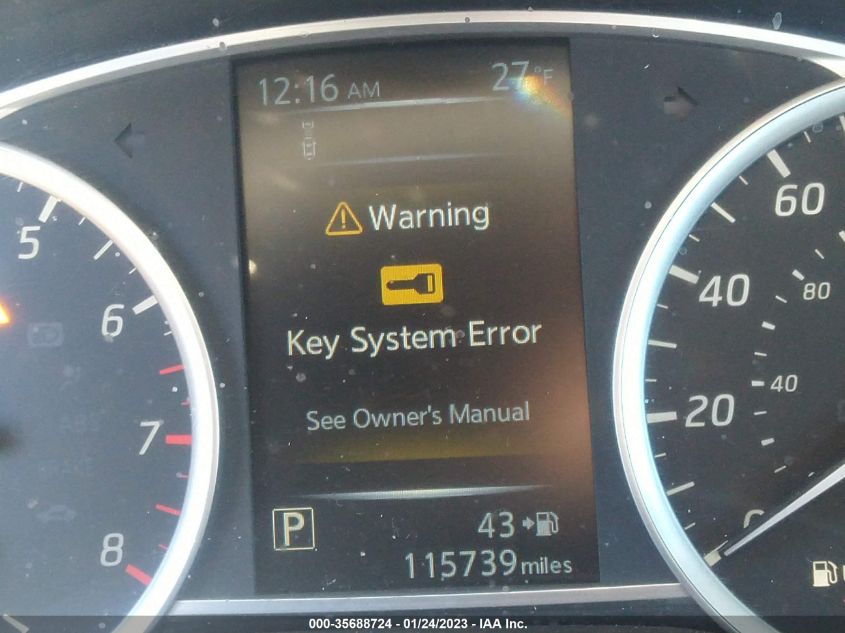 12:16 AM 27°F
Warning
Key System Error
See Owner's Manual
P
43
115739 miles
5
6
7
8
60
40
20
0
80
40
000-35688724 - 01/24/2023 - IAA Inc.